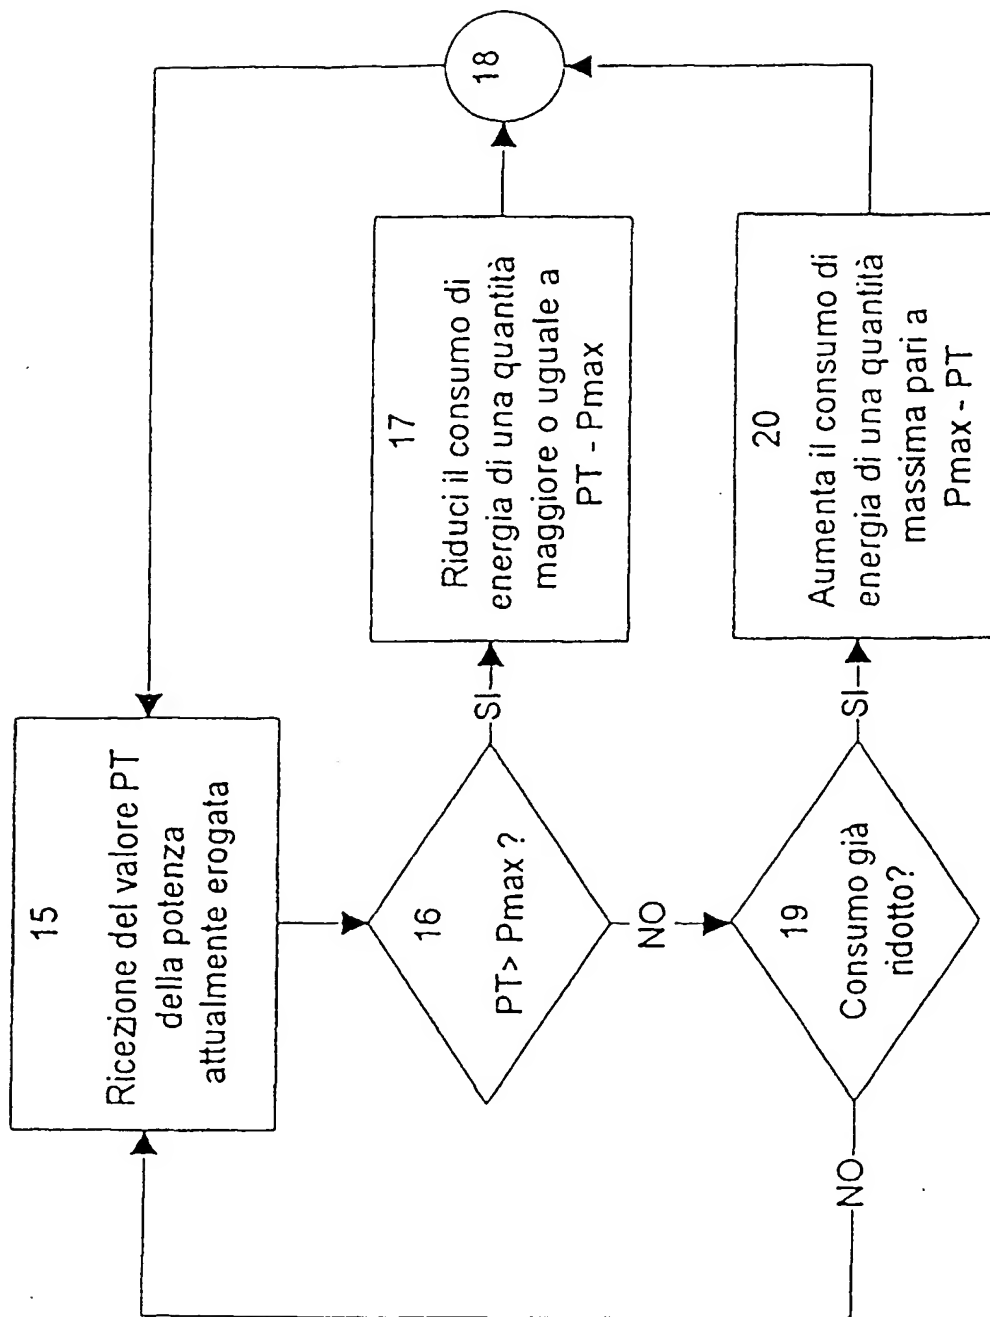 15
Ricezione del valore PT
della potenza
attualmente erogata
16
PT> Pmax ?
SI
17
Riduci il consumo di
energia di una quantità
maggiore o uguale a
PT - Pmax
18
NO
19
Consumo già
ridotto?
SI
20
Aumenta il consumo di
energia di una quantità
massima pari a
Pmax - PT
NO